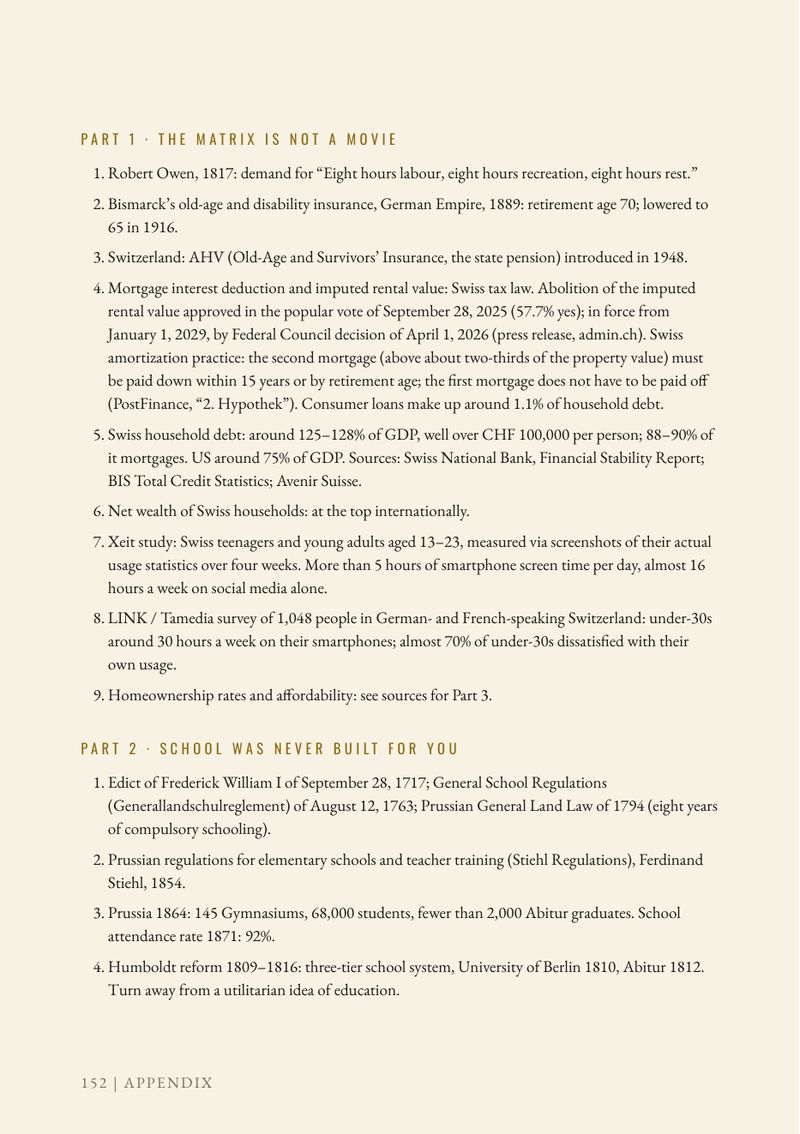 PART 1 · THE MATRIX IS NOT A MOVIE
1. Robert Owen, 1817: demand for “Eight hours labour, eight hours recreation, eight hours rest.”
2. Bismarck’s old-age and disability insurance, German Empire, 1889: retirement age 70; lowered to
65 in 1916.
3. Switzerland: AHV (Old-Age and Survivors’ Insurance, the state pension) introduced in 1948.
4. Mortgage interest deduction and imputed rental value: Swiss tax law. Abolition of the imputed
rental value approved in the popular vote of September 28, 2025 (57.7% yes); in force from
January 1, 2029, by Federal Council decision of April 1, 2026 (press release, admin.ch). Swiss
amortization practice: the second mortgage (above about two-thirds of the property value) must
be paid down within 15 years or by retirement age; the first mortgage does not have to be paid off
(PostFinance, “2. Hypothek”). Consumer loans make up around 1.1% of household debt.
5. Swiss household debt: around 125–128% of GDP, well over CHF 100,000 per person; 88–90% of
it mortgages. US around 75% of GDP. Sources: Swiss National Bank, Financial Stability Report;
BIS Total Credit Statistics; Avenir Suisse.
6. Net wealth of Swiss households: at the top internationally.
7. Xeit study: Swiss teenagers and young adults aged 13–23, measured via screenshots of their actual
usage statistics over four weeks. More than 5 hours of smartphone screen time per day, almost 16
hours a week on social media alone.
8. LINK / Tamedia survey of 1,048 people in German- and French-speaking Switzerland: under-30s
around 30 hours a week on their smartphones; almost 70% of under-30s dissatisfied with their
own usage.
9. Homeownership rates and affordability: see sources for Part 3.
PART 2 · SCHOOL WAS NEVER BUILT FOR YOU
1. Edict of Frederick William I of September 28, 1717; General School Regulations
(Generallandschulreglement) of August 12, 1763; Prussian General Land Law of 1794 (eight years
of compulsory schooling).
2. Prussian regulations for elementary schools and teacher training (Stiehl Regulations), Ferdinand
Stiehl, 1854.
3. Prussia 1864: 145 Gymnasiums, 68,000 students, fewer than 2,000 Abitur graduates. School
attendance rate 1871: 92%.
4. Humboldt reform 1809–1816: three-tier school system, University of Berlin 1810, Abitur 1812.
Turn away from a utilitarian idea of education.
152 | APPENDIX